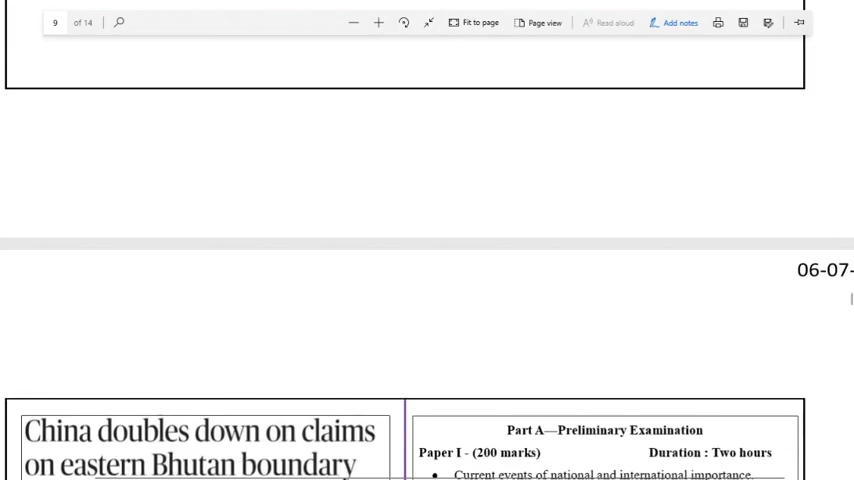 9 of 14 Fit to page Page view Read aloud Add notes
06-07-
China doubles down on claims
on eastern Bhutan boundary
Part A—Preliminary Examination
Paper I - (200 marks) Duration : Two hours
• Current events of national and international importance.